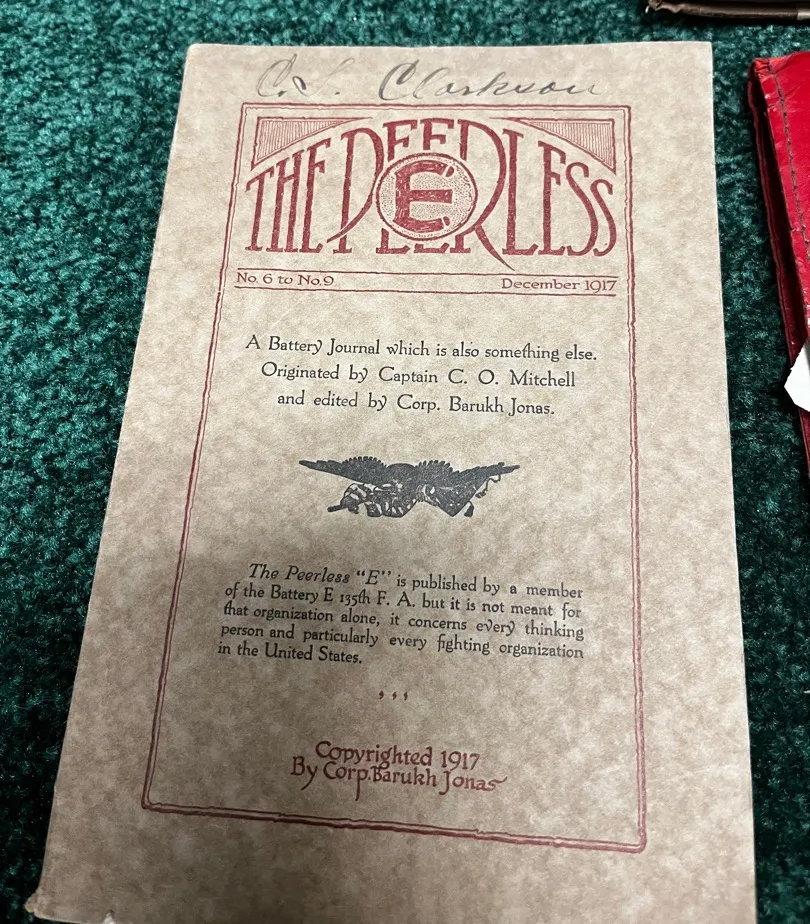 C. L. Clarkson
THE PEERLESS
E
No. 6 to No. 9 December 1917
A Battery Journal which is also something else.
Originated by Captain C. O. Mitchell
and edited by Corp. Barukh Jonas.
The Peerless "E" is published by a member
of the Battery E 135th F. A. but it is not meant for
that organization alone, it concerns every thinking
person and particularly every fighting organization
in the United States.
Copyrighted 1917
By Corp. Barukh Jonas